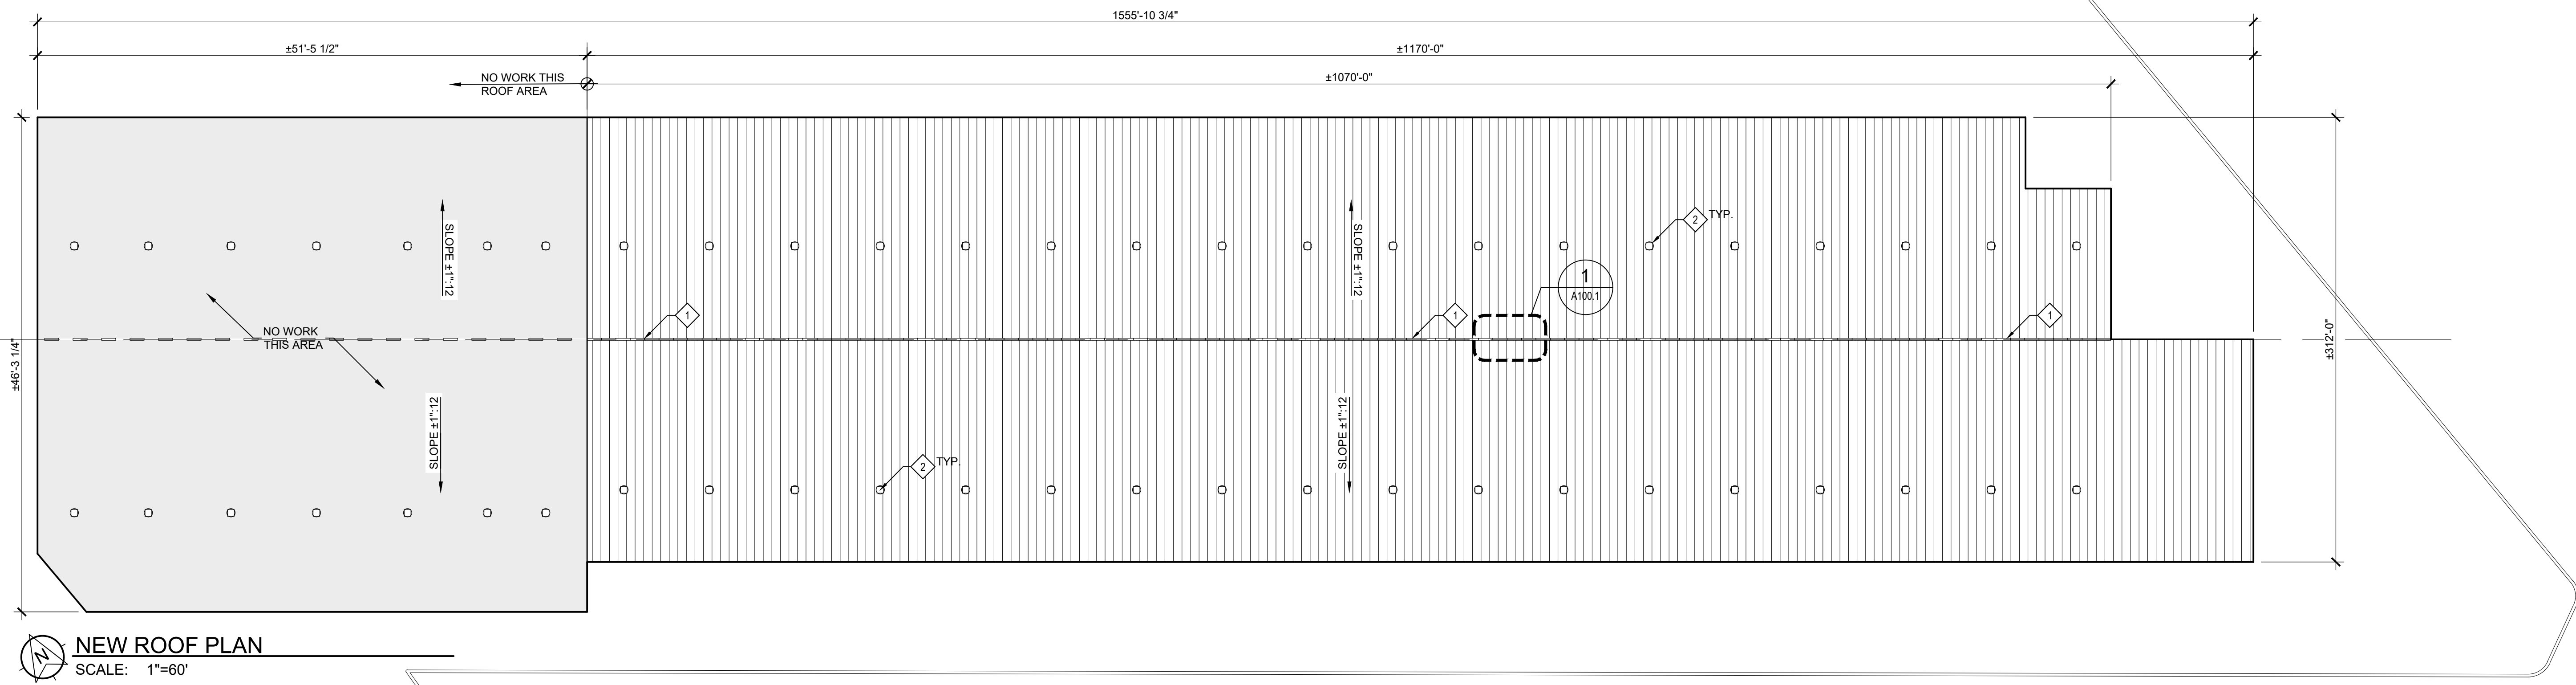 1555'-10 3/4"
±51'-5 1/2"
±1170'-0"
NO WORK THIS
ROOF AREA
±1070'-0"
2
TYP.
SLOPE ±1":12
SLOPE ±1":12
1
A100.1
1
1
1
NO WORK
THIS AREA
±46'-3 1/4"
±312'-0"
SLOPE ±1":12
SLOPE ±1":12
2
TYP.
N
NEW ROOF PLAN
SCALE: 1"=60'